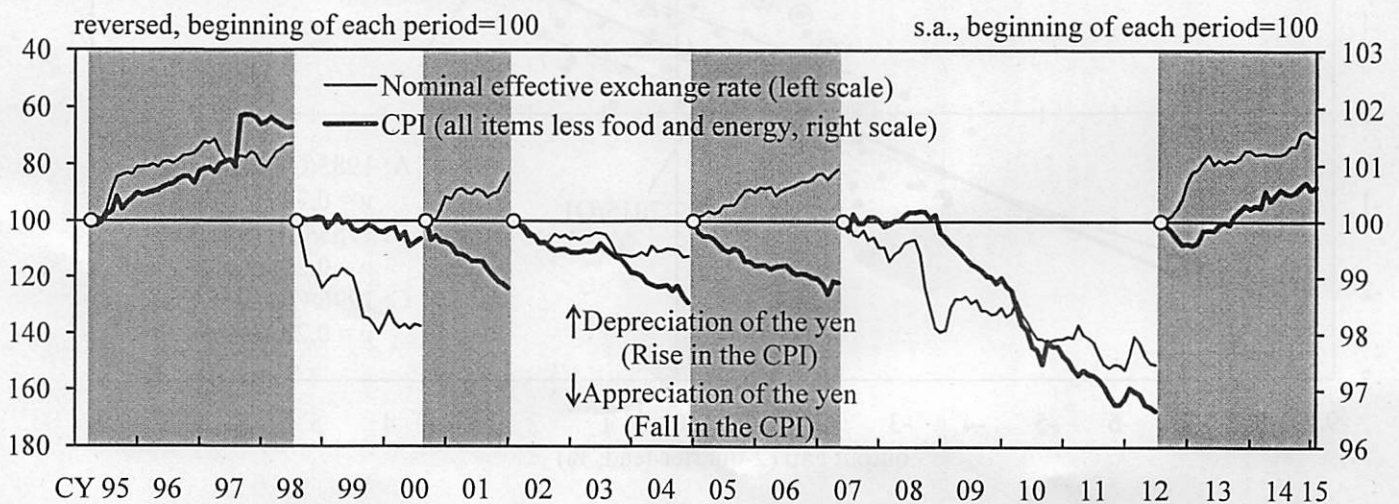 reversed, beginning of each period=100
s.a., beginning of each period=100
40
60
80
100
120
140
160
180
103
102
101
100
99
98
97
96
Nominal effective exchange rate (left scale)
CPI (all items less food and energy, right scale)
↑Depreciation of the yen
(Rise in the CPI)
↓Appreciation of the yen
(Fall in the CPI)
CY 95 96 97 98 99 00 01 02 03 04 05 06 07 08 09 10 11 12 13 14 15